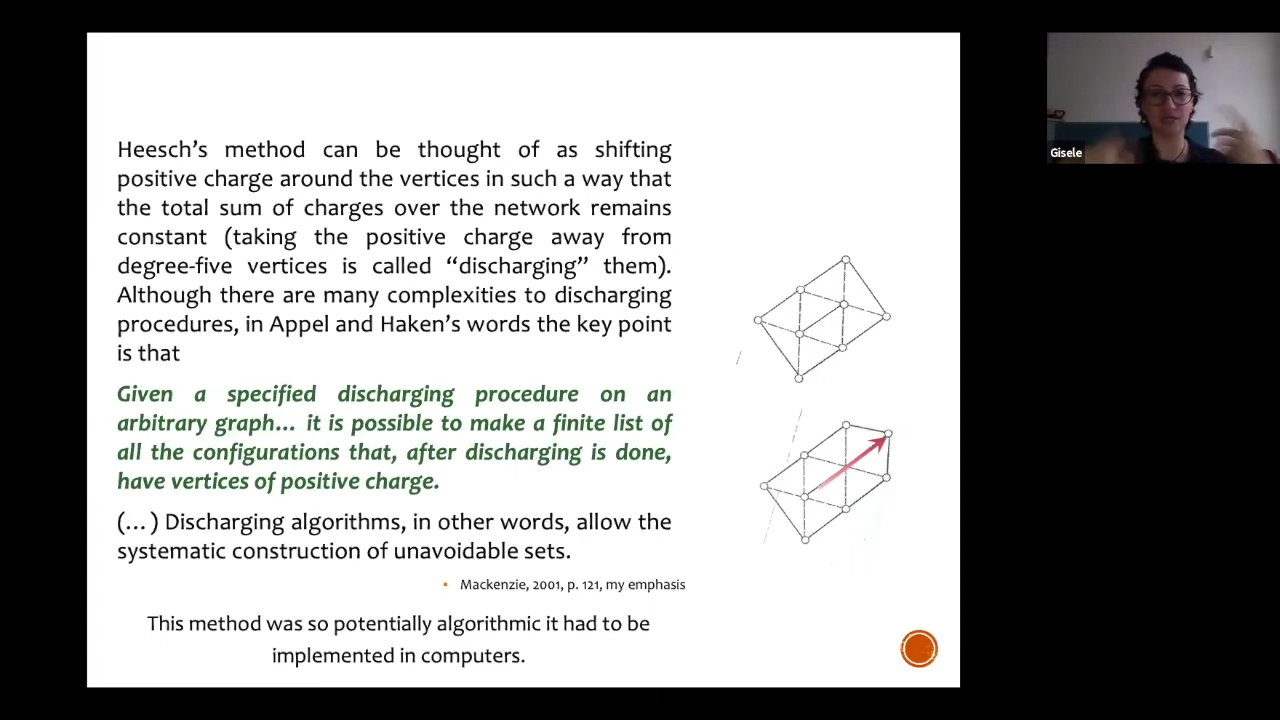 Heesch’s method can be thought of as shifting
positive charge around the vertices in such a way that
the total sum of charges over the network remains
constant (taking the positive charge away from
degree-five vertices is called “discharging” them).
Although there are many complexities to discharging
procedures, in Appel and Haken’s words the key point
is that
Given a specified discharging procedure on an
arbitrary graph... it is possible to make a finite list of
all the configurations that, after discharging is done,
have vertices of positive charge.
(...) Discharging algorithms, in other words, allow the
systematic construction of unavoidable sets.
▪ Mackenzie, 2001, p. 121, my emphasis
This method was so potentially algorithmic it had to be
implemented in computers.
Gisele